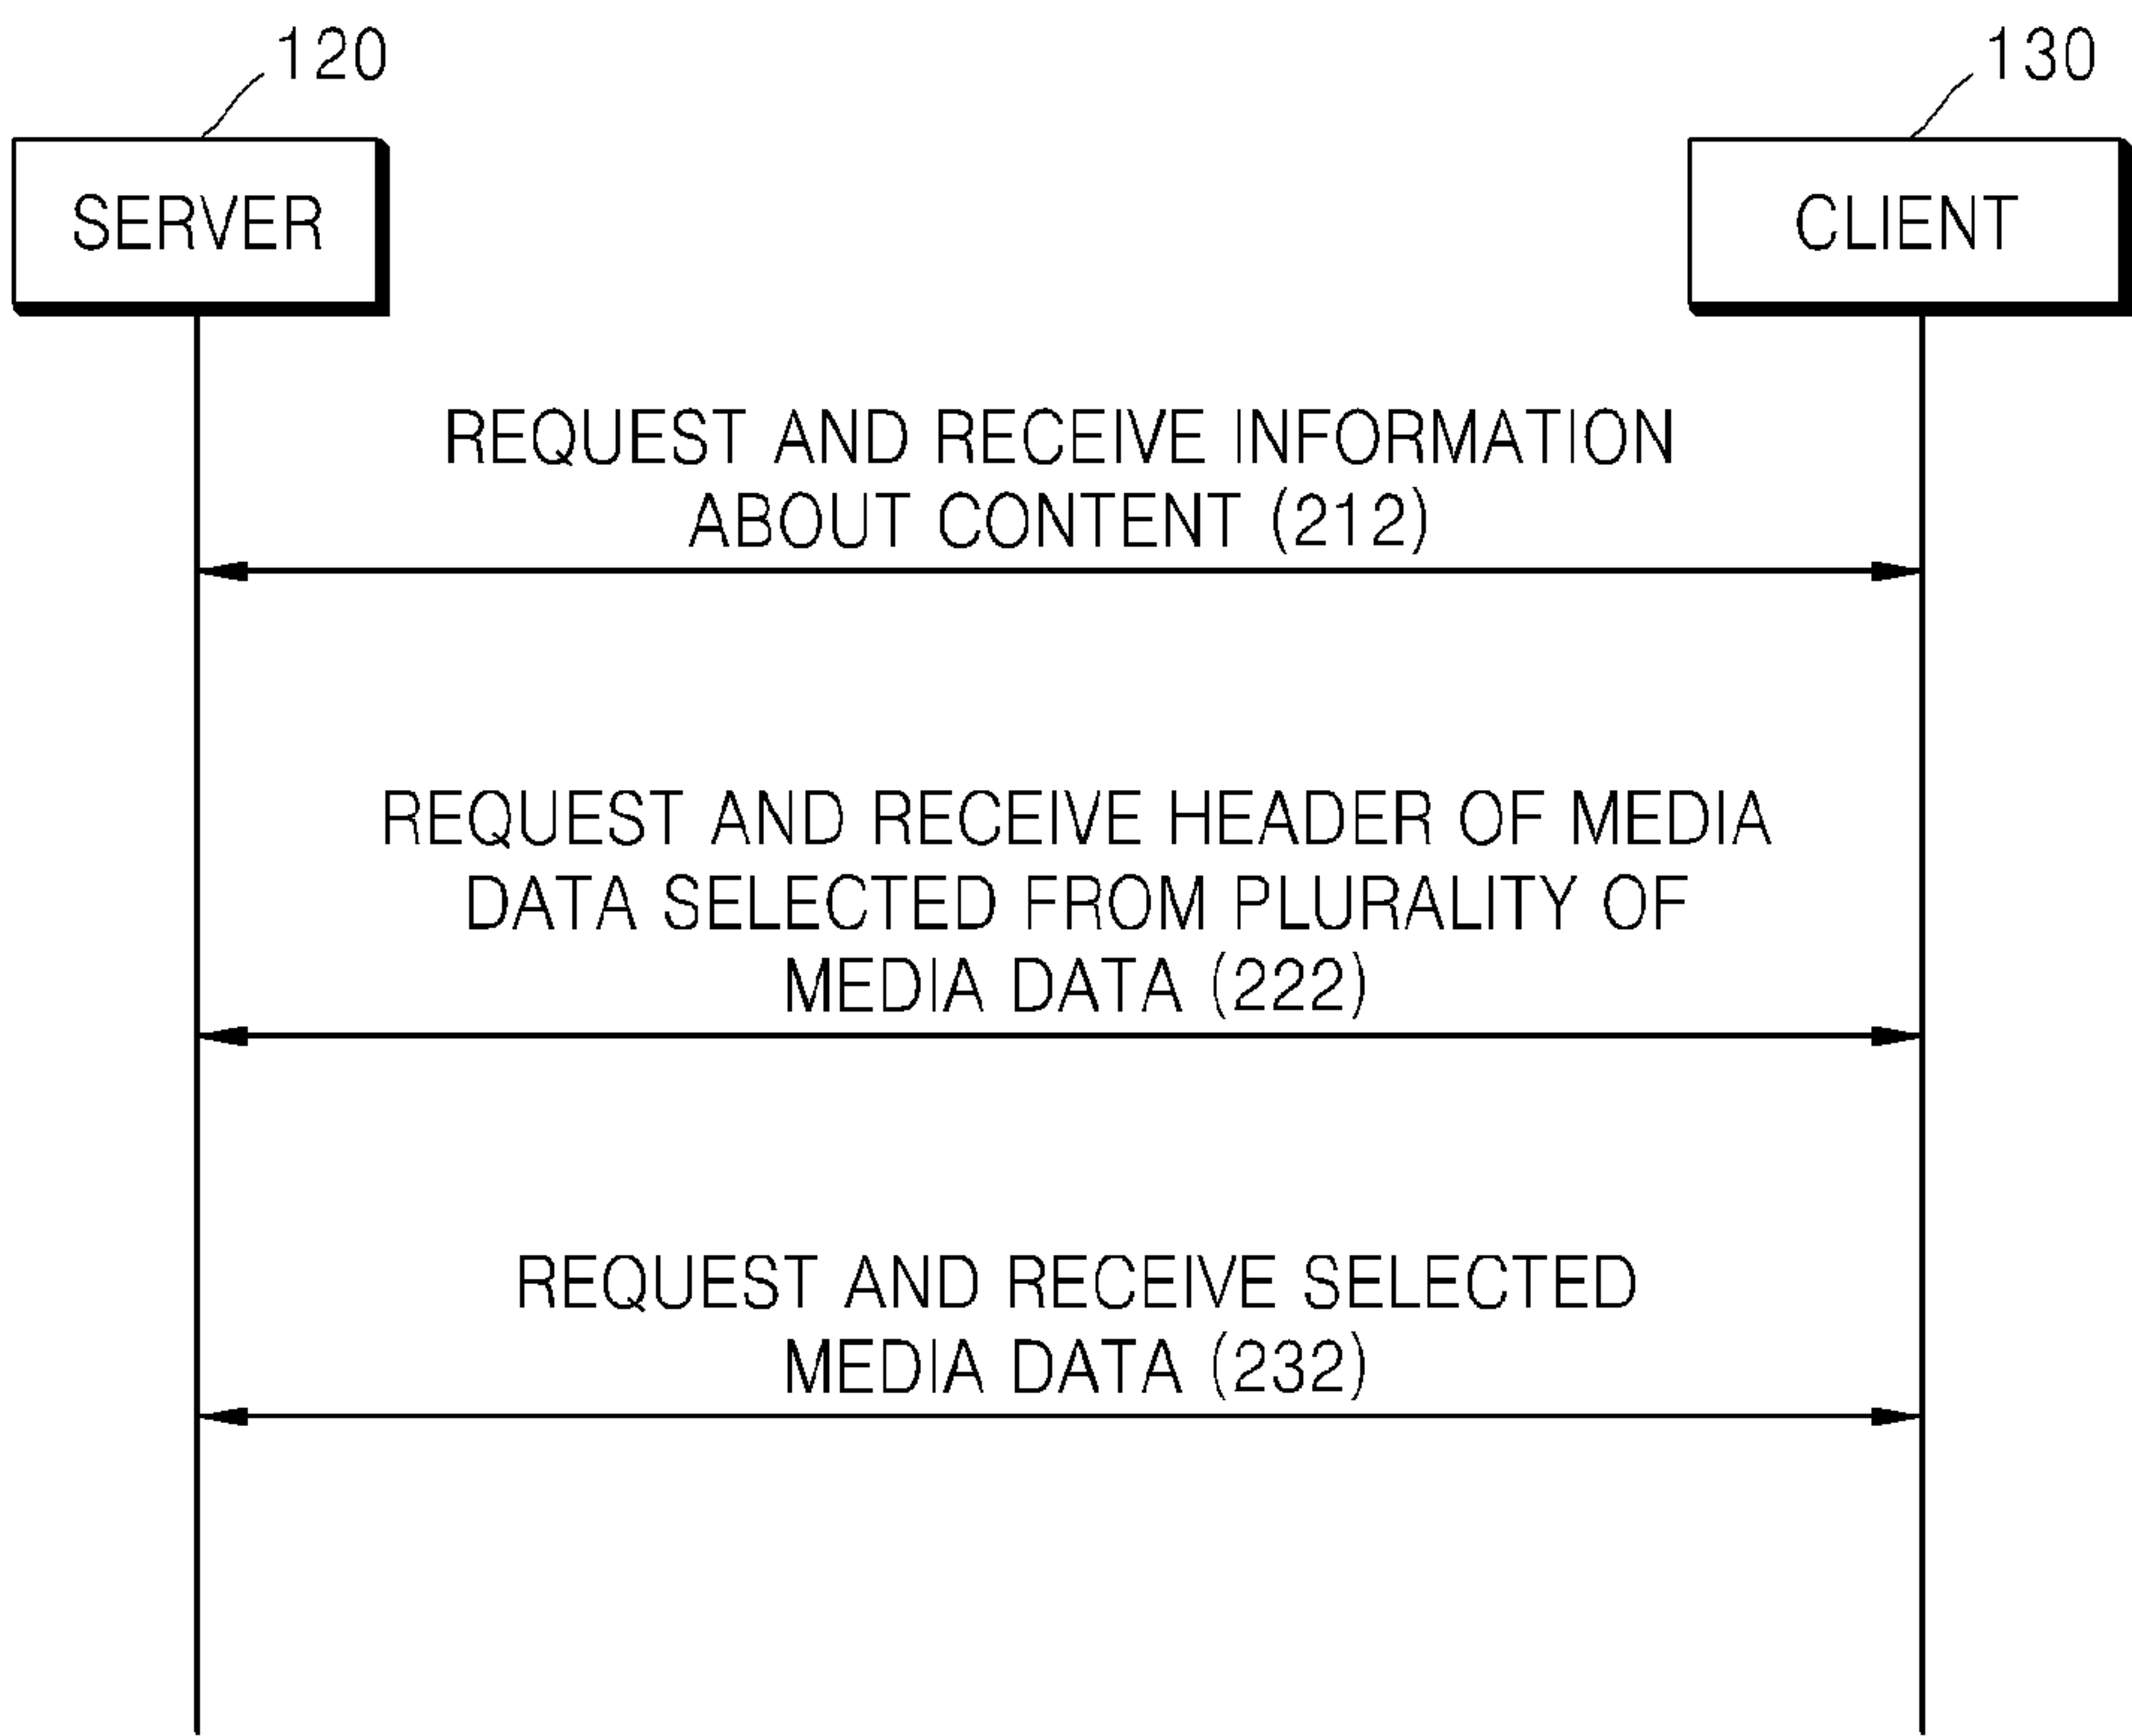 120
130
SERVER
CLIENT
REQUEST AND RECEIVE INFORMATION
ABOUT CONTENT (212)
REQUEST AND RECEIVE HEADER OF MEDIA
DATA SELECTED FROM PLURALITY OF
MEDIA DATA (222)
REQUEST AND RECEIVE SELECTED
MEDIA DATA (232)